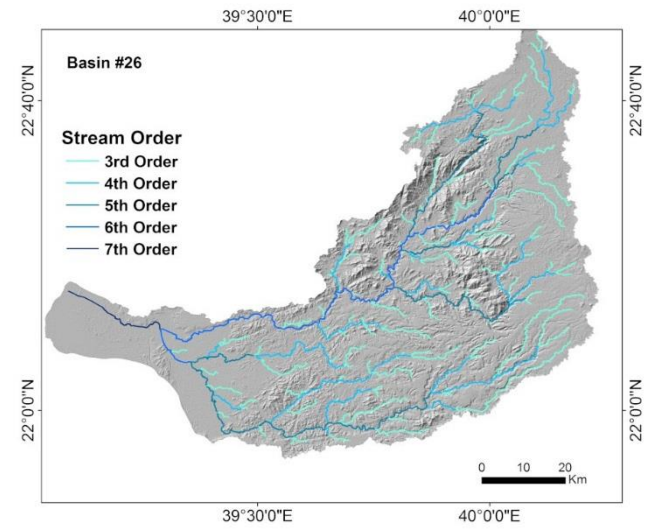 39°30'0"E
40°0'0"E
Basin #26
22°40'0"N
22°40'0"N
Stream Order
3rd Order
4th Order
5th Order
6th Order
7th Order
22°0'0"N
22°0'0"N
0 10 20
Km
39°30'0"E
40°0'0"E